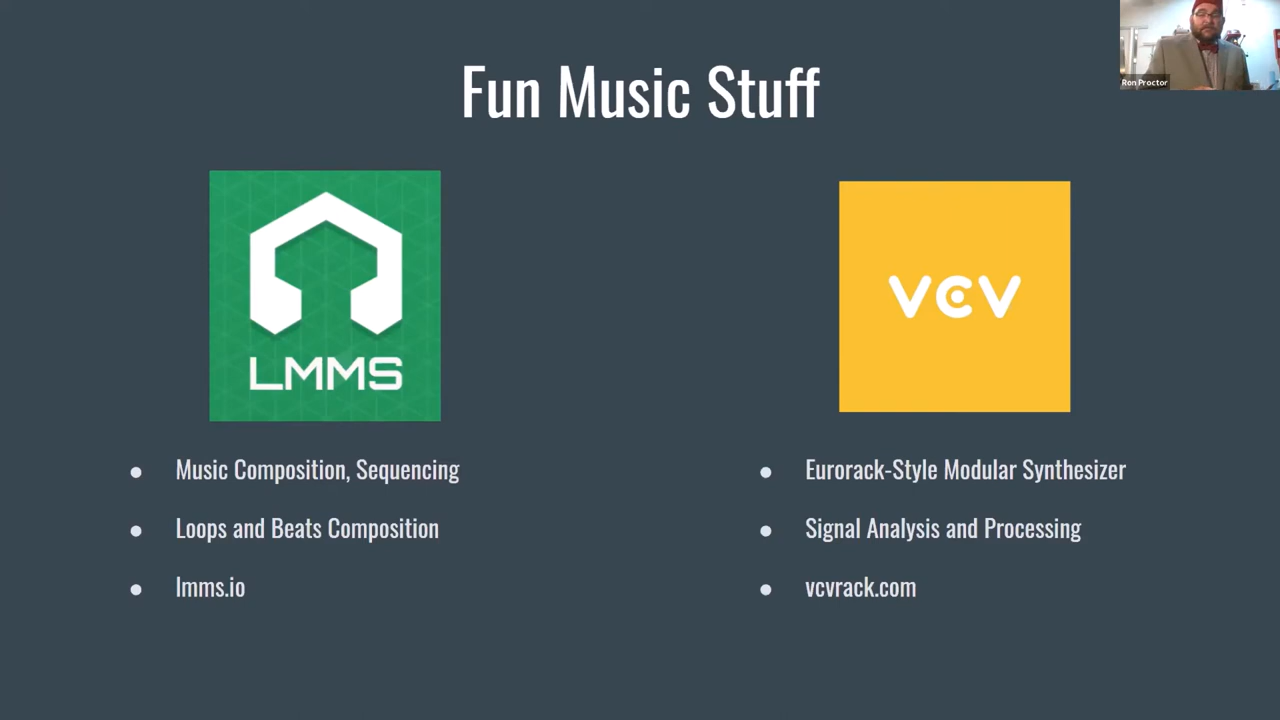 Ron Proctor
Fun Music Stuff
LMMS
VCV
Music Composition, Sequencing
Loops and Beats Composition
lmms.io
Eurorack-Style Modular Synthesizer
Signal Analysis and Processing
vcvrack.com